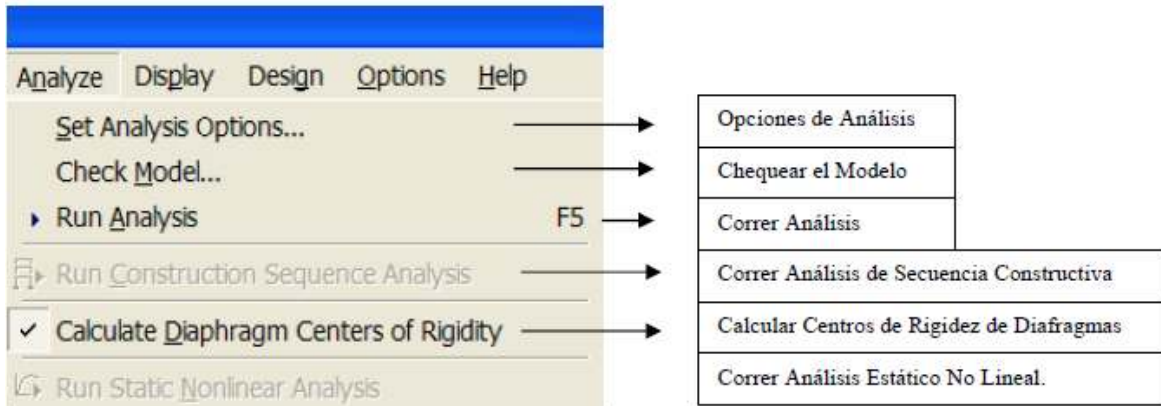 Analyze Display Design Options Help
Set Analysis Options...
Opciones de Análisis
Check Model...
Chequear el Modelo
Run Analysis F5
Correr Análisis
Run Construction Sequence Analysis
Correr Análisis de Secuencia Constructiva
Calculate Diaphragm Centers of Rigidity
Calcular Centros de Rigidez de Diafragmas
Run Static Nonlinear Analysis
Correr Análisis Estático No Lineal.